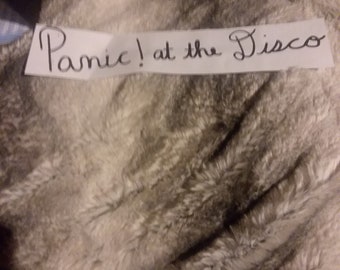 Panic! at the Disco